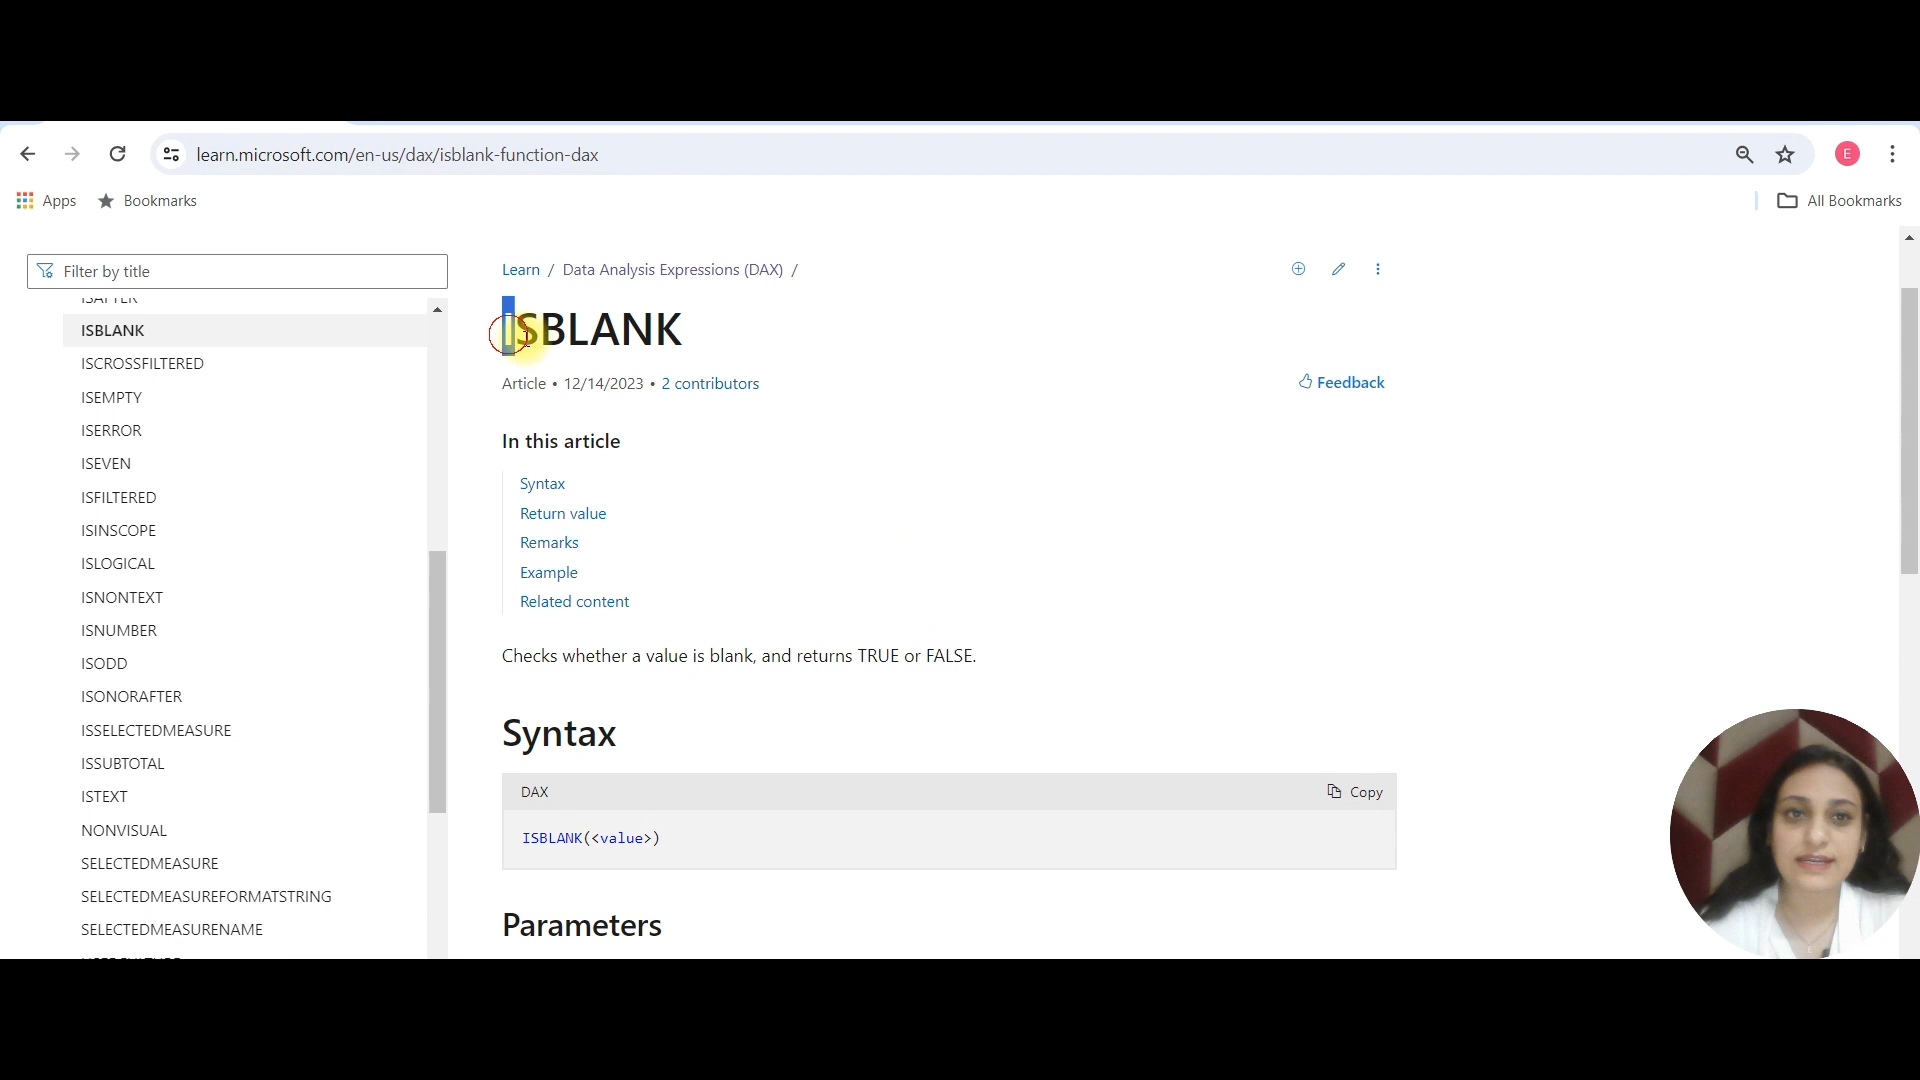 learn.microsoft.com/en-us/dax/isblank-function-dax
E
Apps
Bookmarks
All Bookmarks
Filter by title
ISAFTER
ISBLANK
ISCROSSFILTERED
ISEMPTY
ISERROR
ISEVEN
ISFILTERED
ISINSCOPE
ISLOGICAL
ISNONTEXT
ISNUMBER
ISODD
ISONORAFTER
ISSELECTEDMEASURE
ISSUBTOTAL
ISTEXT
NONVISUAL
SELECTEDMEASURE
SELECTEDMEASUREFORMATSTRING
SELECTEDMEASURENAME
Learn / Data Analysis Expressions (DAX) /
ISBLANK
Article • 12/14/2023 • 2 contributors
Feedback
In this article
Syntax
Return value
Remarks
Example
Related content
Checks whether a value is blank, and returns TRUE or FALSE.
Syntax
DAX
Copy
ISBLANK(<value>)
Parameters